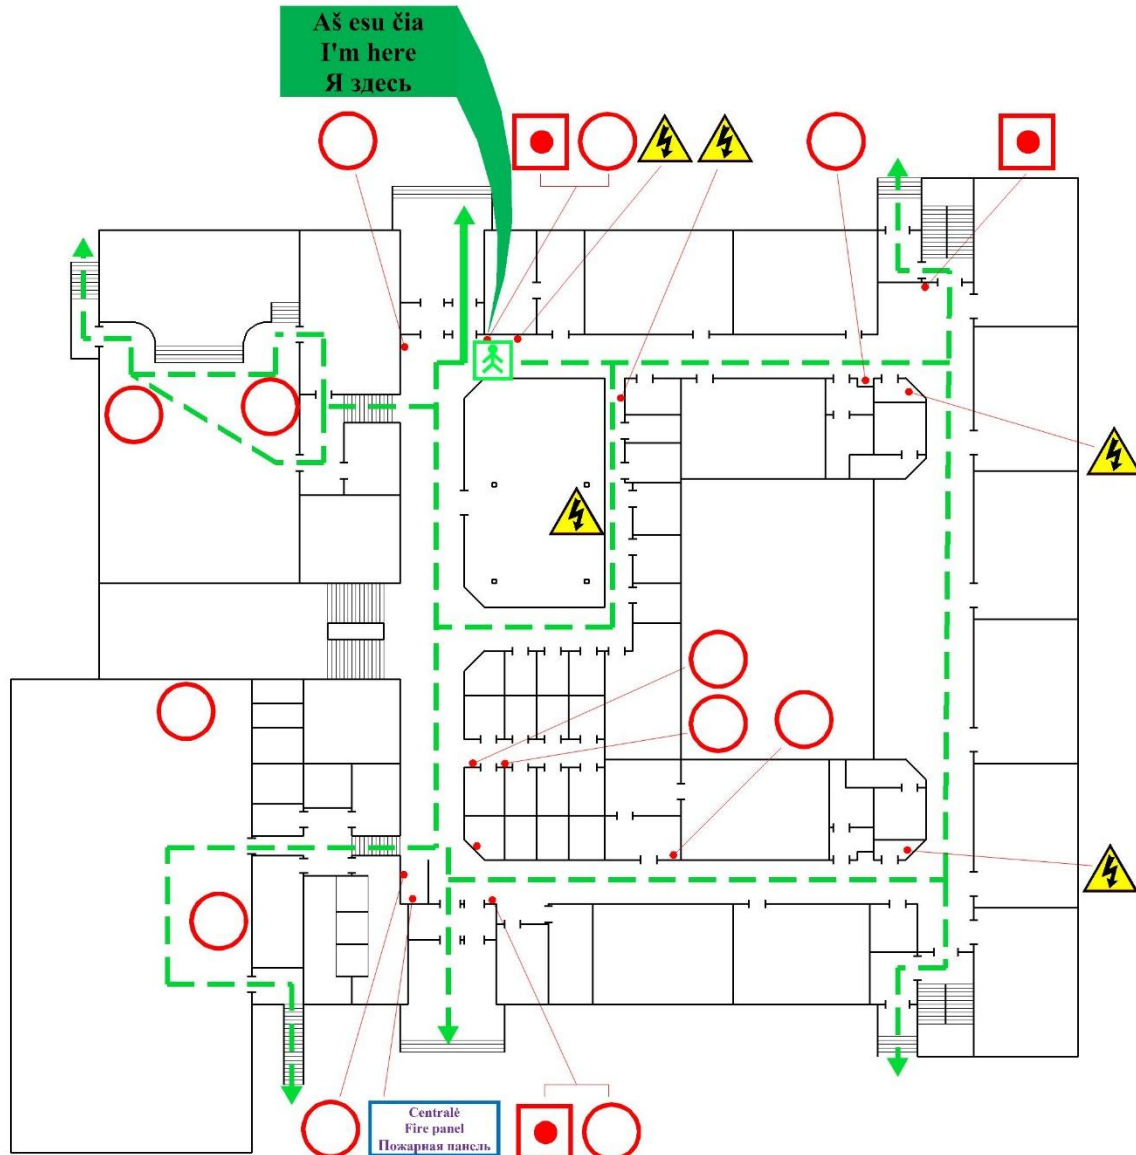 Aš esu čia
I'm here
Я здесь
Centralė
Fire panel
Пожарная панель